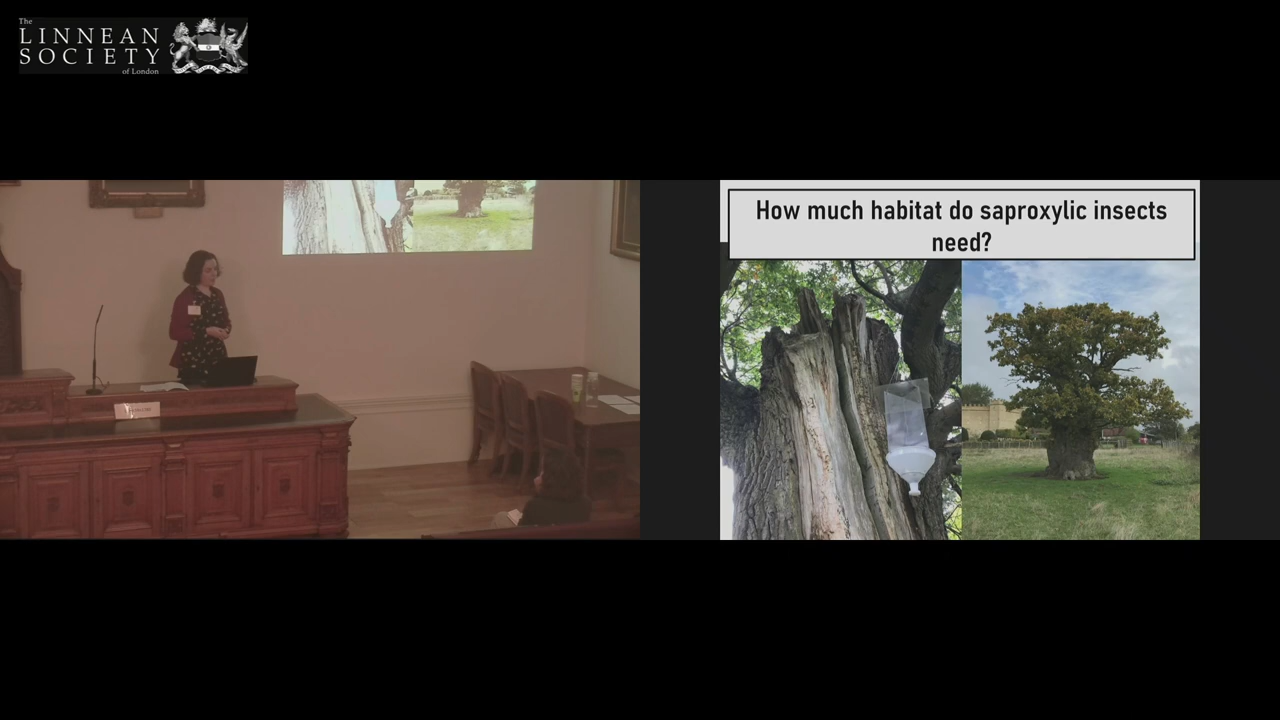 The
LINNEAN
SOCIETY
of London
How much habitat do saproxylic insects
need?